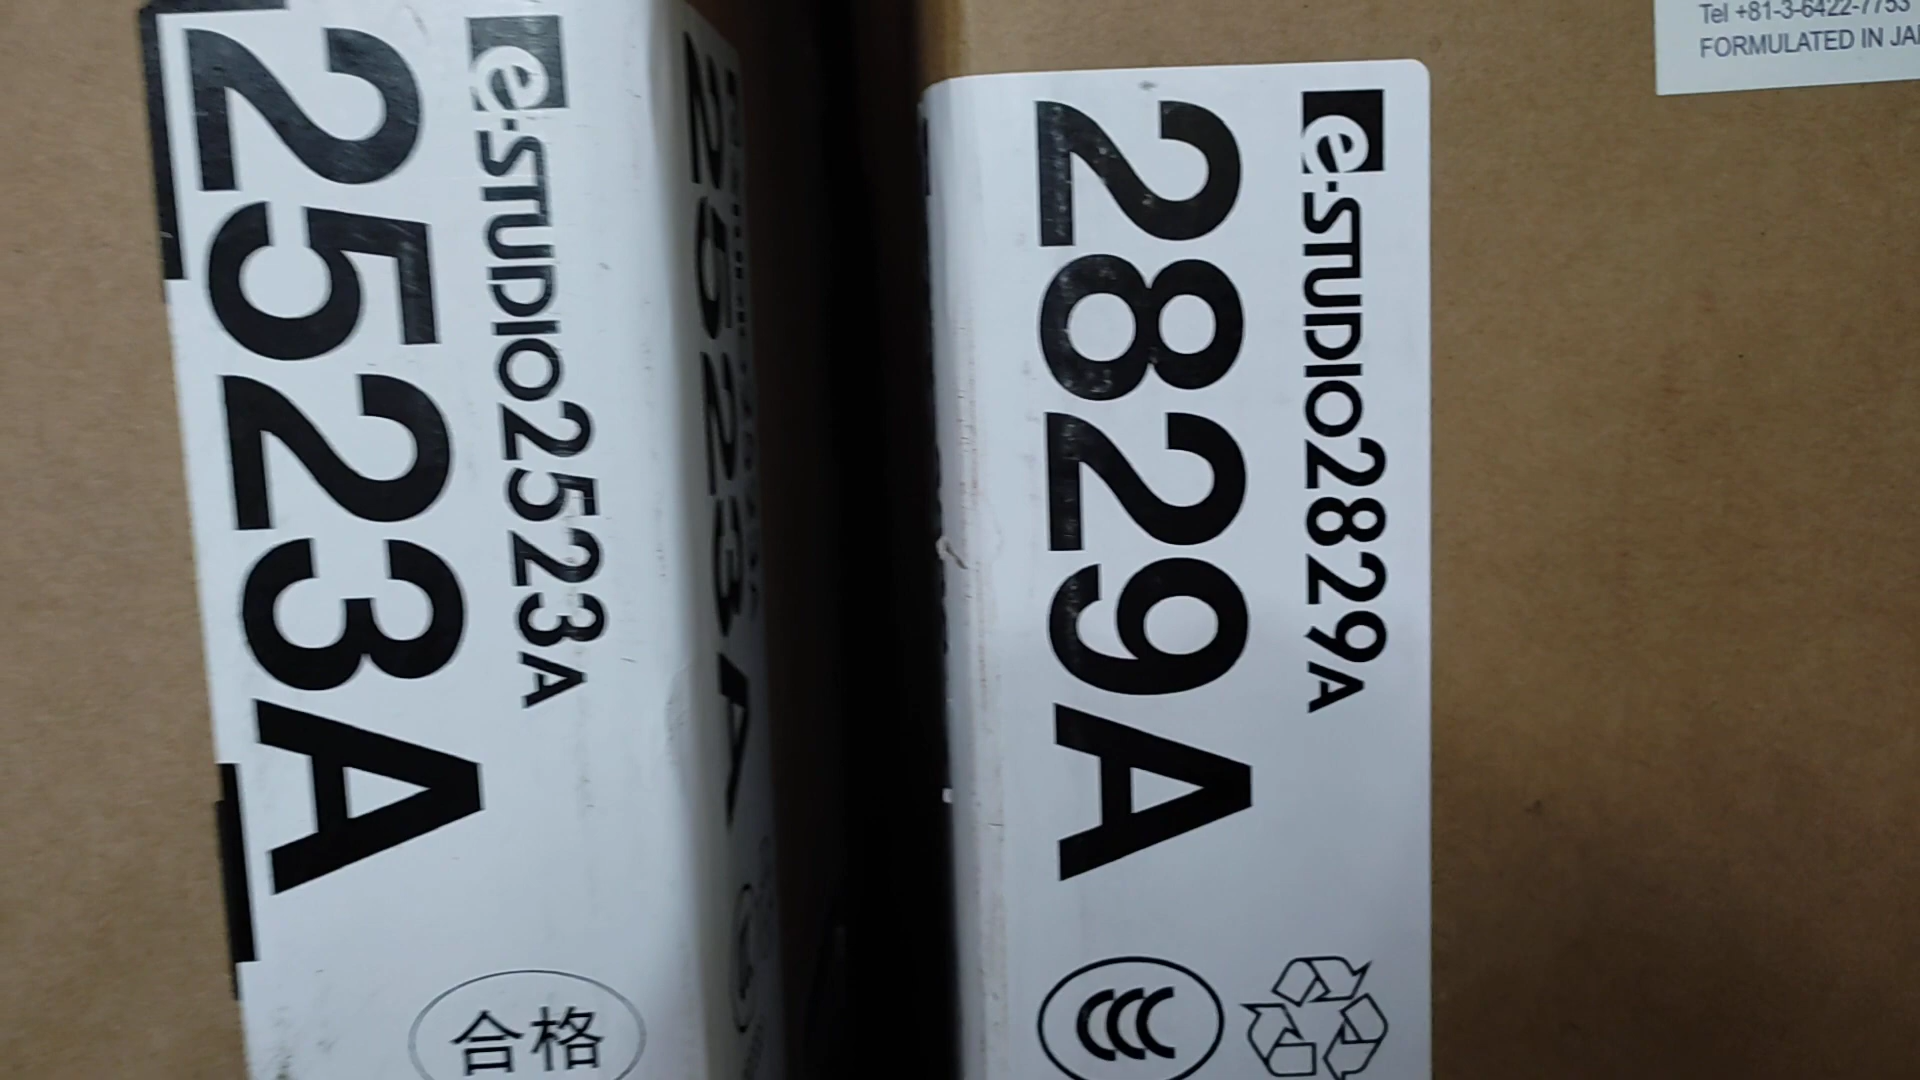 2523A
e-STUDIO2523A
合格
2523A
2829A
e-STUDIO2829A
CCC
Tel +81-3-6422-7753
FORMULATED IN JA